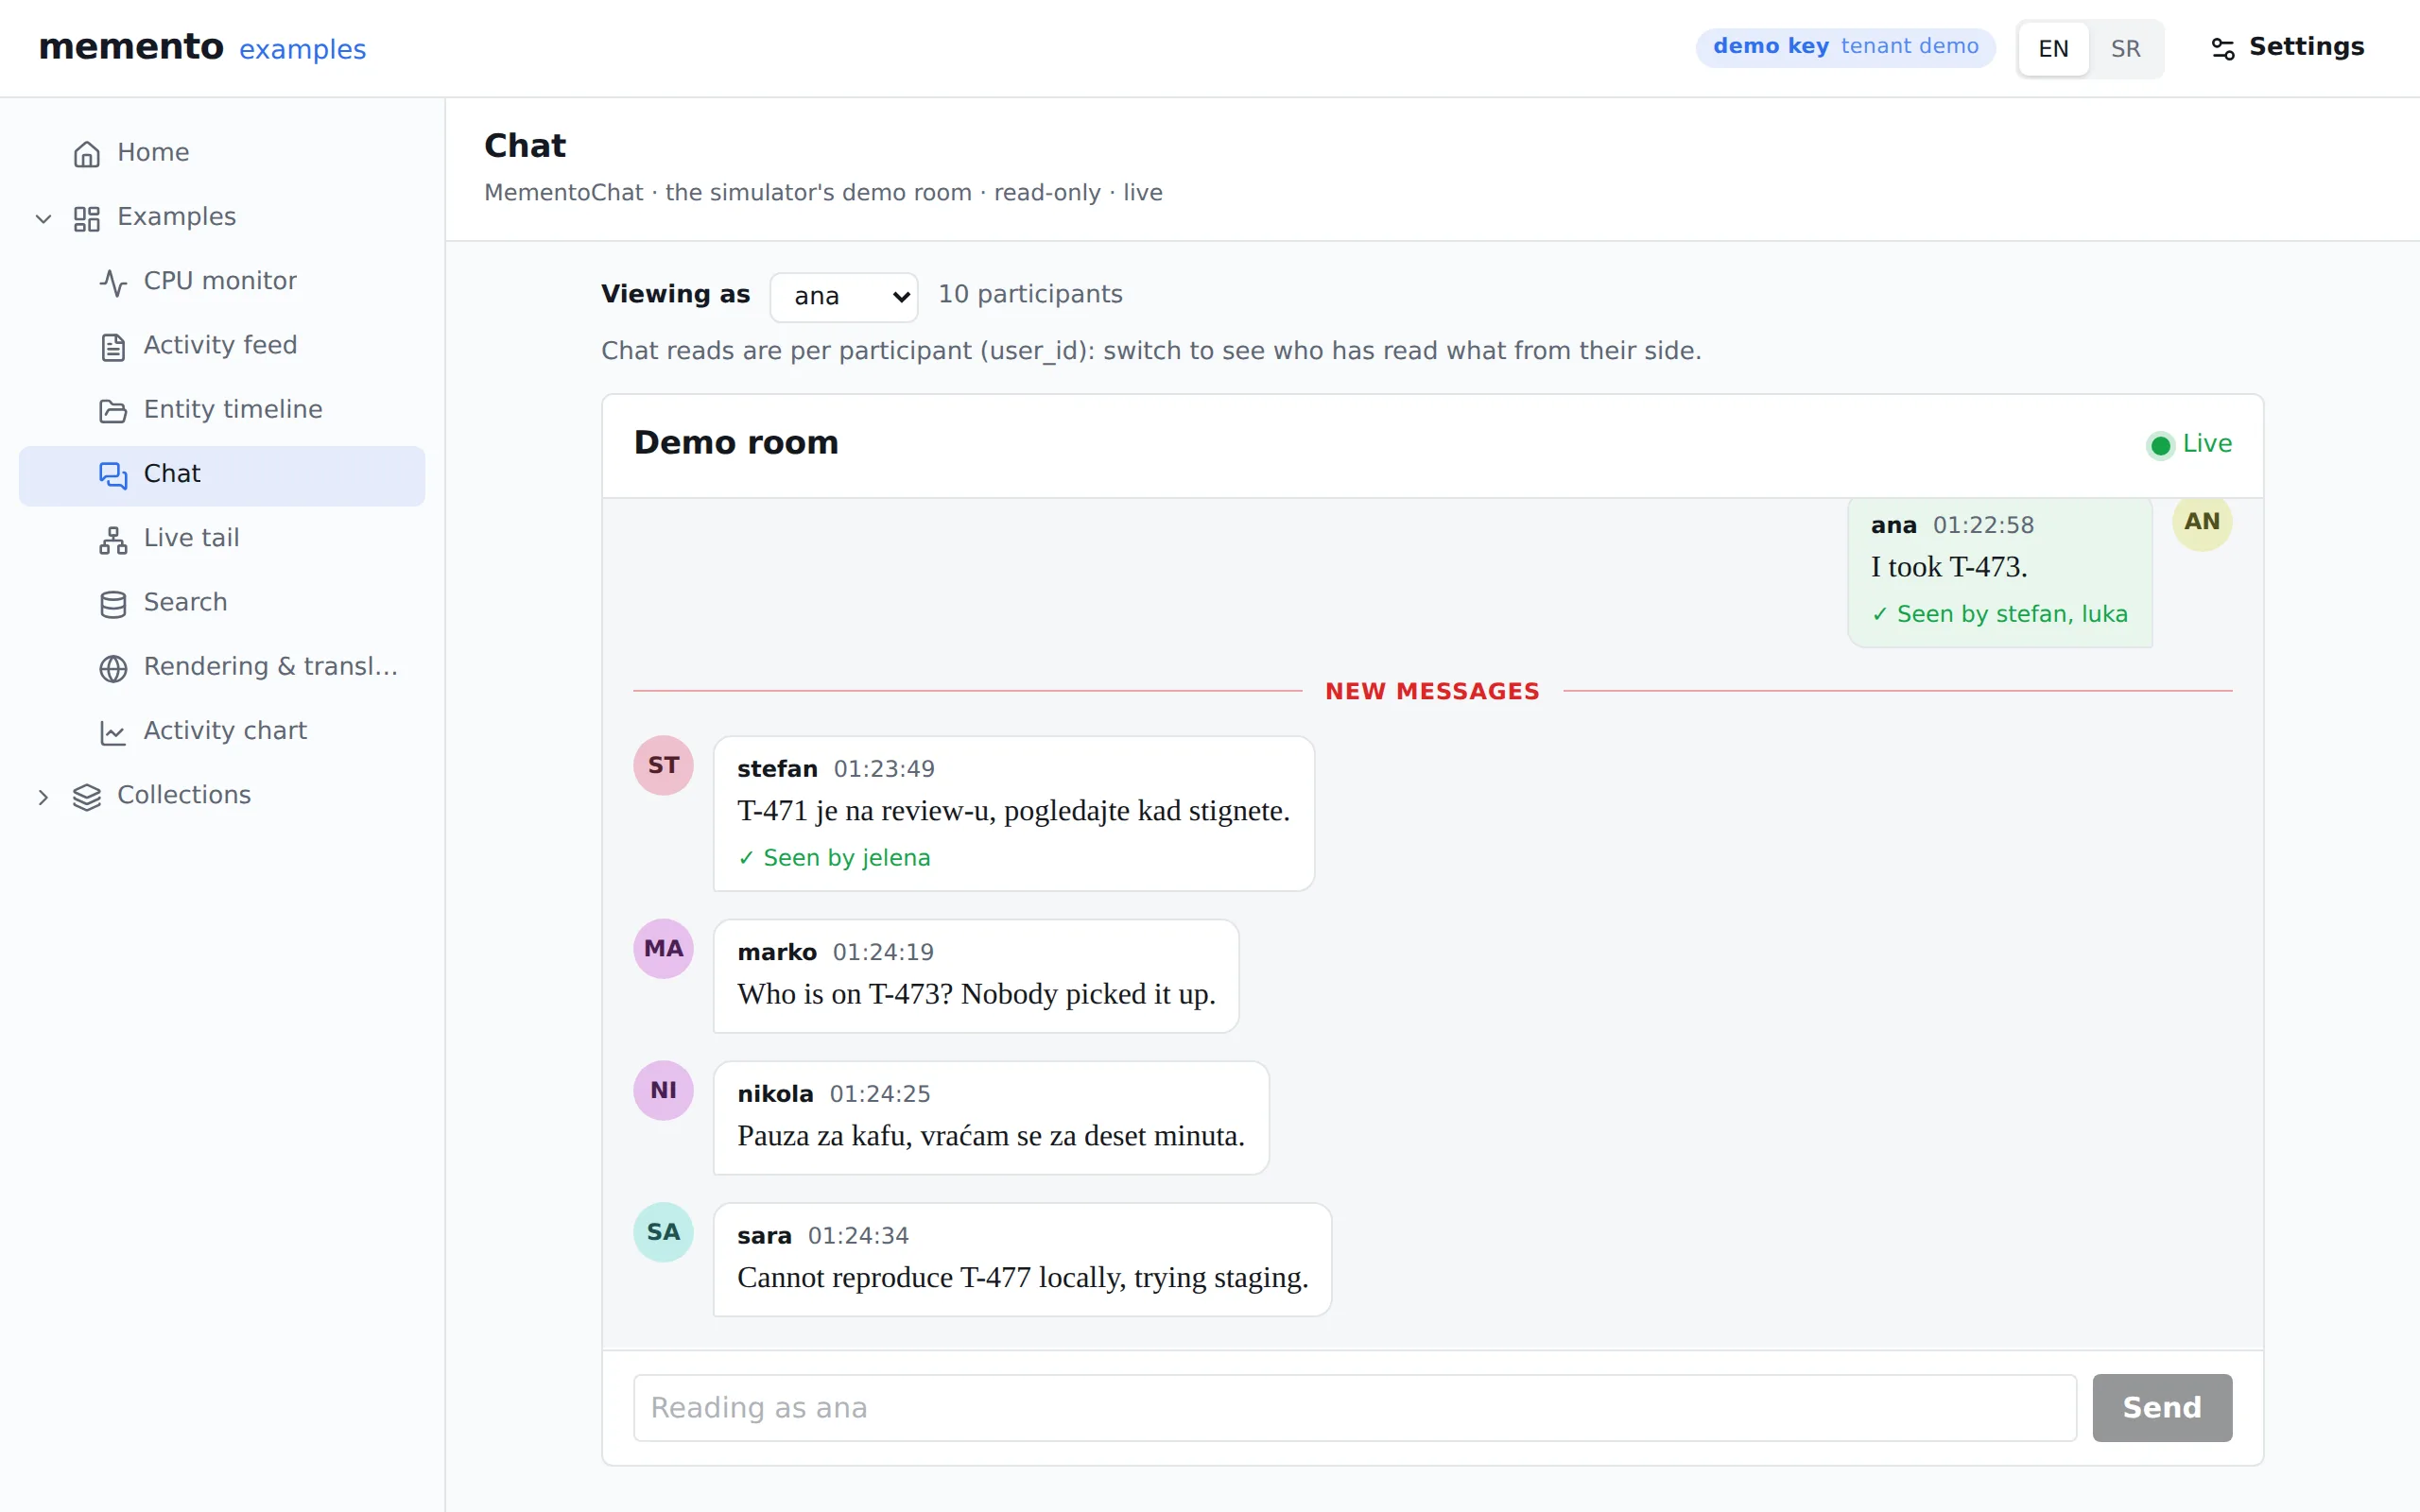 memento examples
demo key tenant demo
EN SR
Settings
Home
Examples
CPU monitor
Activity feed
Entity timeline
Chat
Live tail
Search
Rendering & transl...
Activity chart
Collections
Chat
MementoChat · the simulator's demo room · read-only · live
Viewing as ana 10 participants
Chat reads are per participant (user_id): switch to see who has read what from their side.
Demo room
Live
ana 01:22:58
AN
I took T-473.
✓ Seen by stefan, luka
NEW MESSAGES
ST
stefan 01:23:49
T-471 je na review-u, pogledajte kad stignete.
✓ Seen by jelena
MA
marko 01:24:19
Who is on T-473? Nobody picked it up.
NI
nikola 01:24:25
Pauza za kafu, vraćam se za deset minuta.
SA
sara 01:24:34
Cannot reproduce T-477 locally, trying staging.
Reading as ana
Send